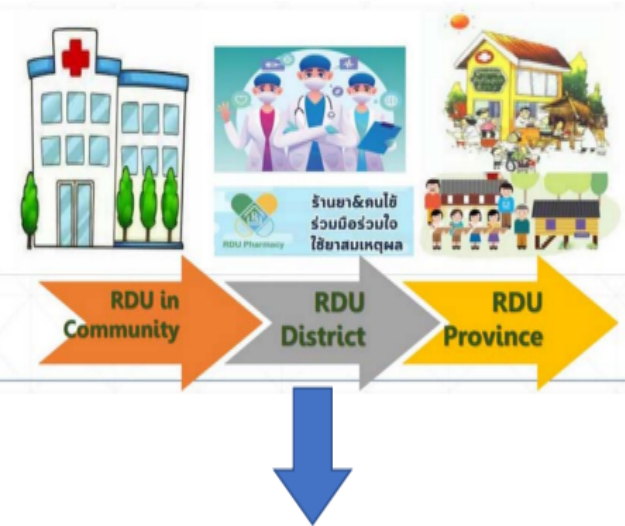 RDU Pharmacy
ร้านยา&คนไข้
ร่วมมือร่วมใจ
ใช้ยาสมเหตุผล
RDU in
Community
RDU
District
RDU
Province